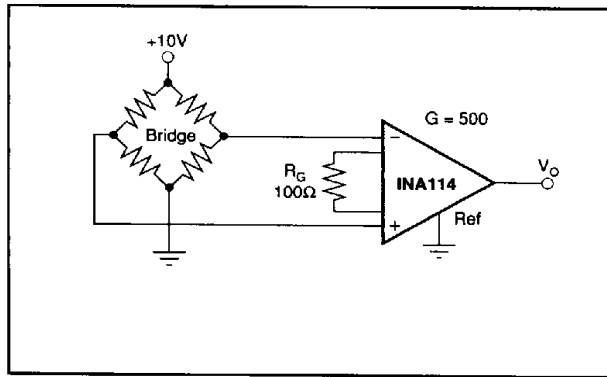 +10V
Bridge
G = 500
−
R_G
100Ω
INA114
V_O
+
Ref